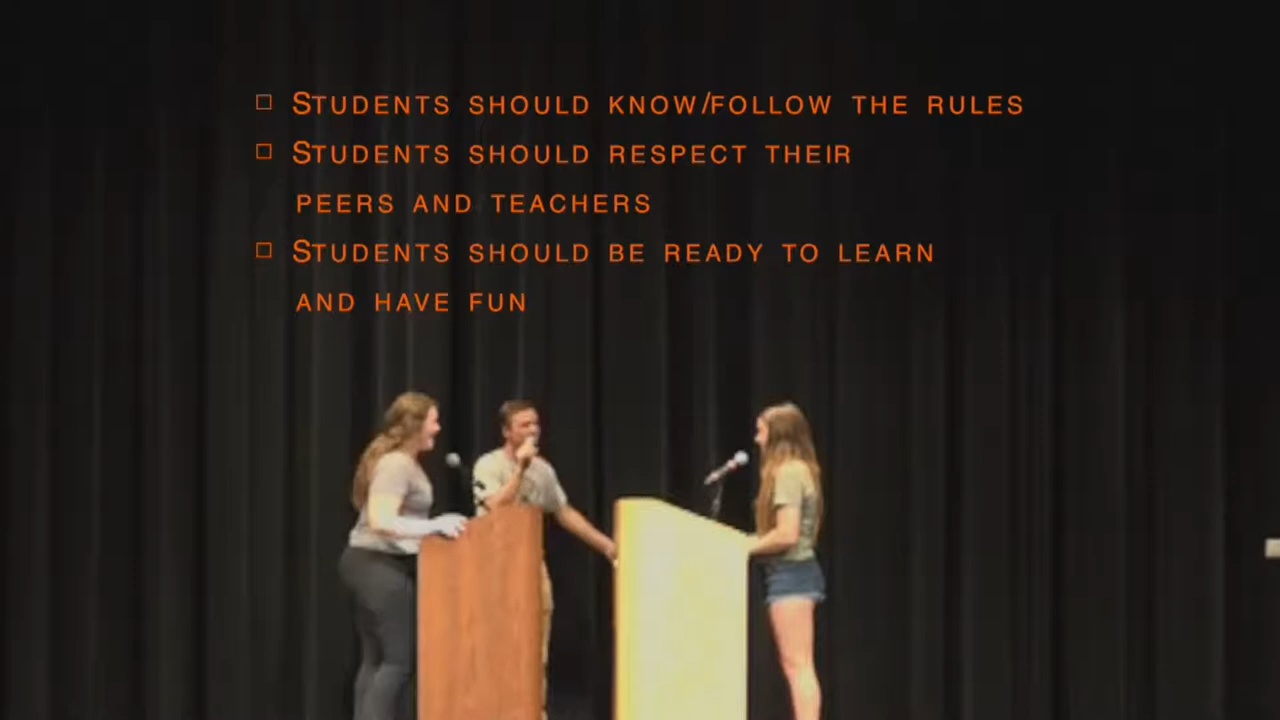 □ Students should know/follow the rules
□ Students should respect their
peers and teachers
□ Students should be ready to learn
and have fun